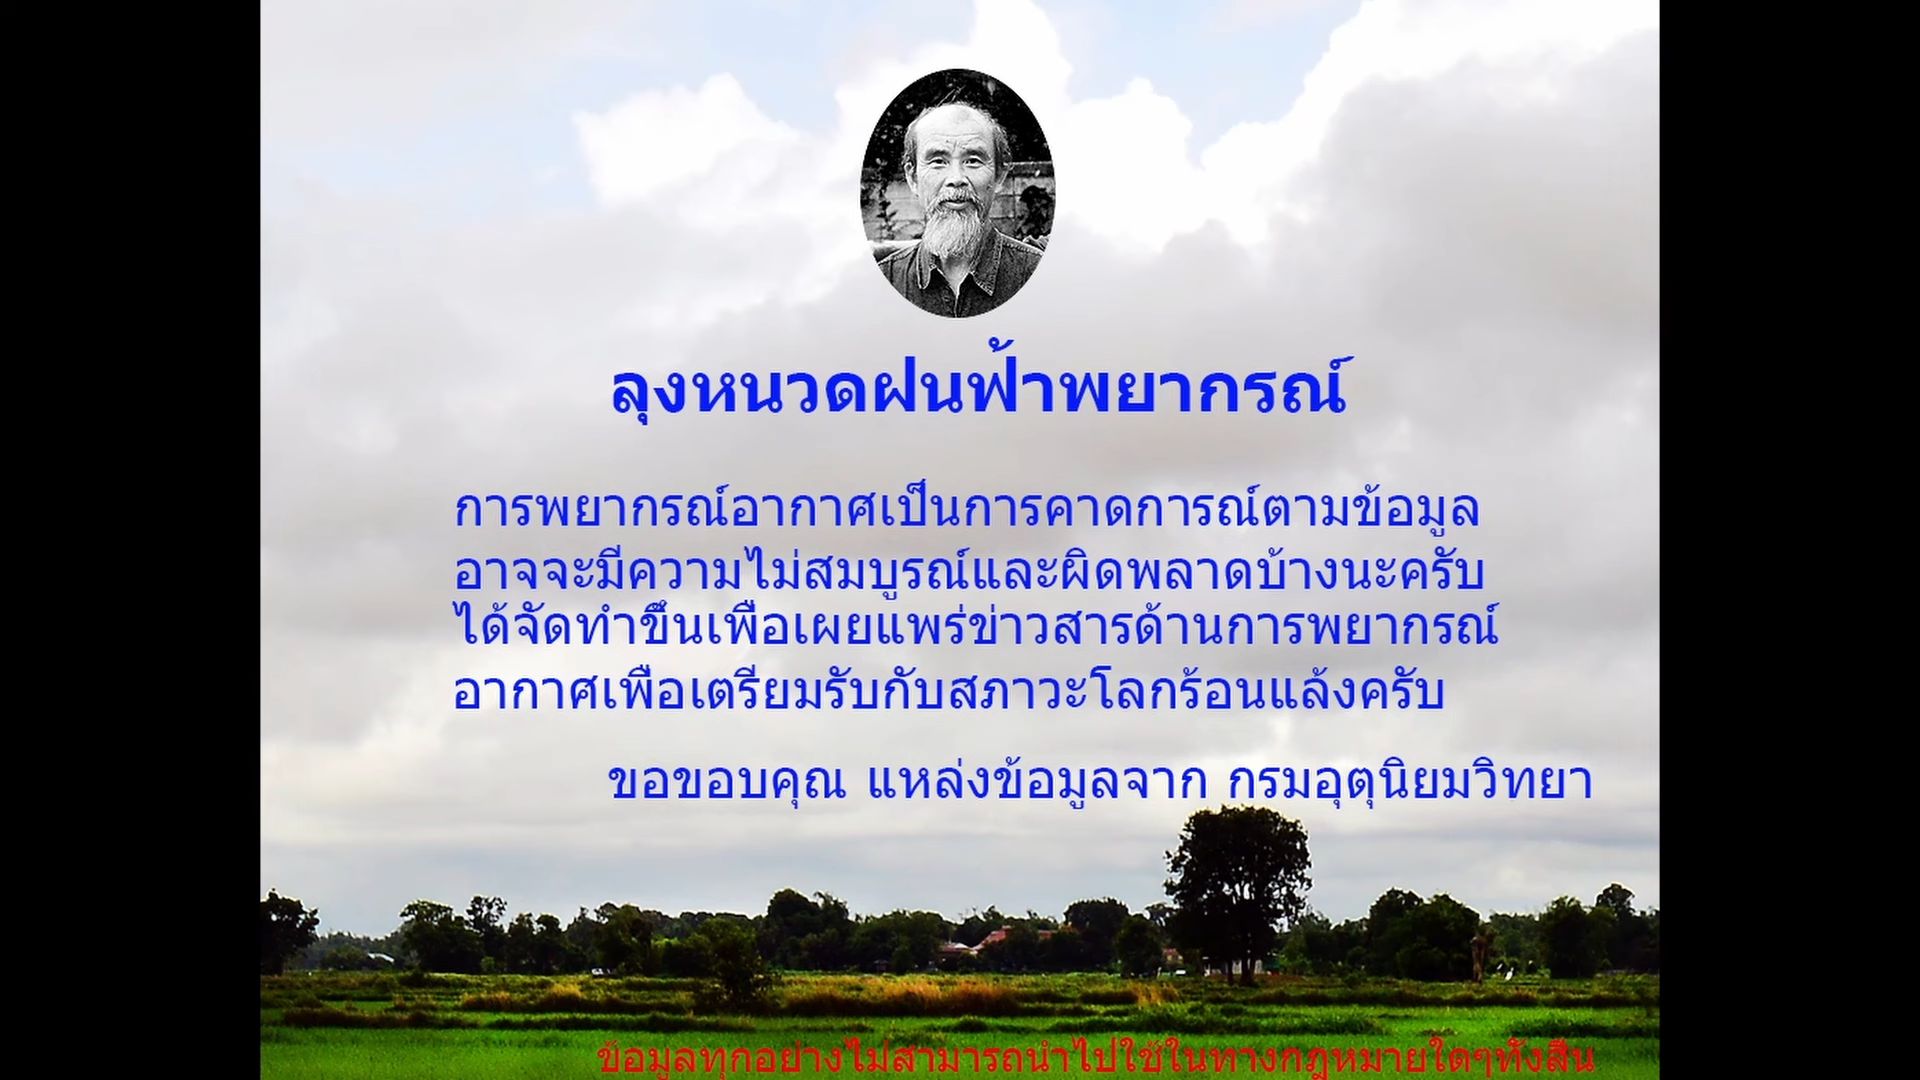 ลุงหนวดฝนฟ้าพยากรณ์
การพยากรณ์อากาศเป็นการคาดการณ์ตามข้อมูล
อาจจะมีความไม่สมบูรณ์และผิดพลาดบ้างนะครับ
ได้จัดทำขึ้นเพื่อเผยแพร่ข่าวสารด้านการพยากรณ์
อากาศเพื่อเตรียมรับกับสภาวะโลกร้อนแล้งครับ
ขอขอบคุณ แหล่งข้อมูลจาก กรมอุตุนิยมวิทยา
ข้อมูลทุกอย่างไม่สามารถนำไปใช้ในทางกฎหมายใดๆทั้งสิ้น